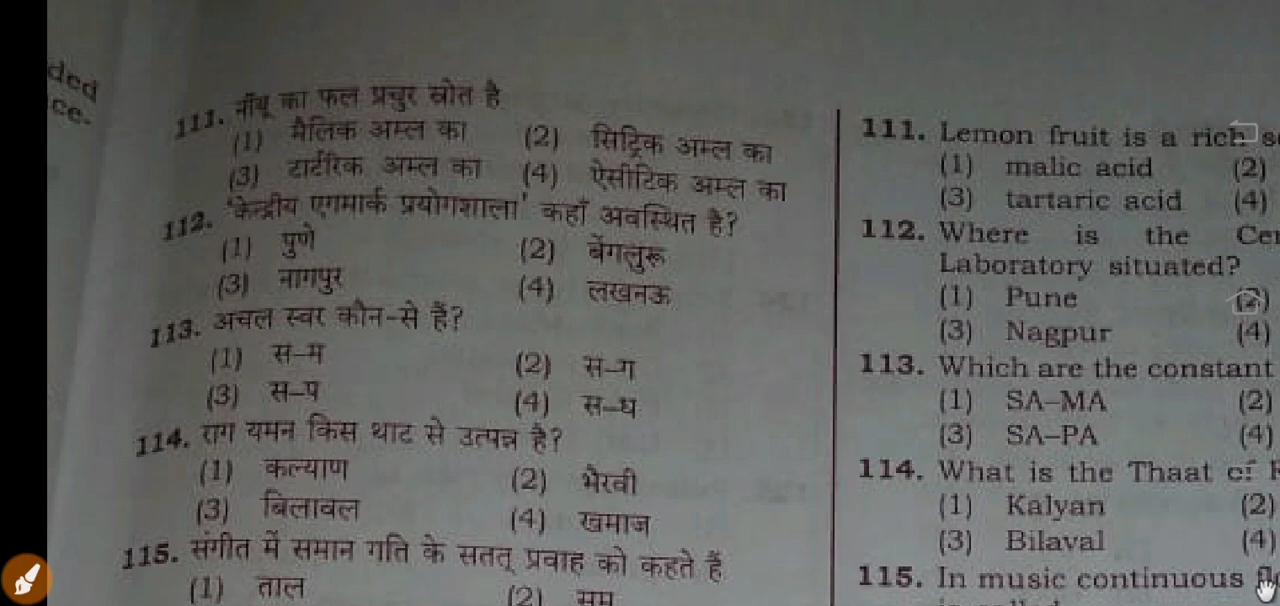 ded
ce.
111. नींबू का फल प्रचुर स्रोत है
(1) मैलिक अम्ल का (2) सिट्रिक अम्ल का
(3) टार्टरिक अम्ल का (4) ऐसीटिक अम्ल का
112. 'केन्द्रीय एगमार्क प्रयोगशाला' कहाँ अवस्थित है?
(1) पुणे (2) बेंगलुरू
(3) नागपुर (4) लखनऊ
113. अचल स्वर कौन-से हैं?
(1) स–म (2) स–ग
(3) स–प (4) स–ध
114. राग यमन किस थाट से उत्पन्न है?
(1) कल्याण (2) भैरवी
(3) बिलावल (4) खमाज
115. संगीत में समान गति के सतत् प्रवाह को कहते हैं
(1) ताल (2) सम
111. Lemon fruit is a rich s
(1) malic acid (2)
(3) tartaric acid (4)
112. Where is the Cen
Laboratory situated?
(1) Pune (2)
(3) Nagpur (4)
113. Which are the constant
(1) SA–MA (2)
(3) SA–PA (4)
114. What is the Thaat of R
(1) Kalyan (2)
(3) Bilaval (4)
115. In music continuous